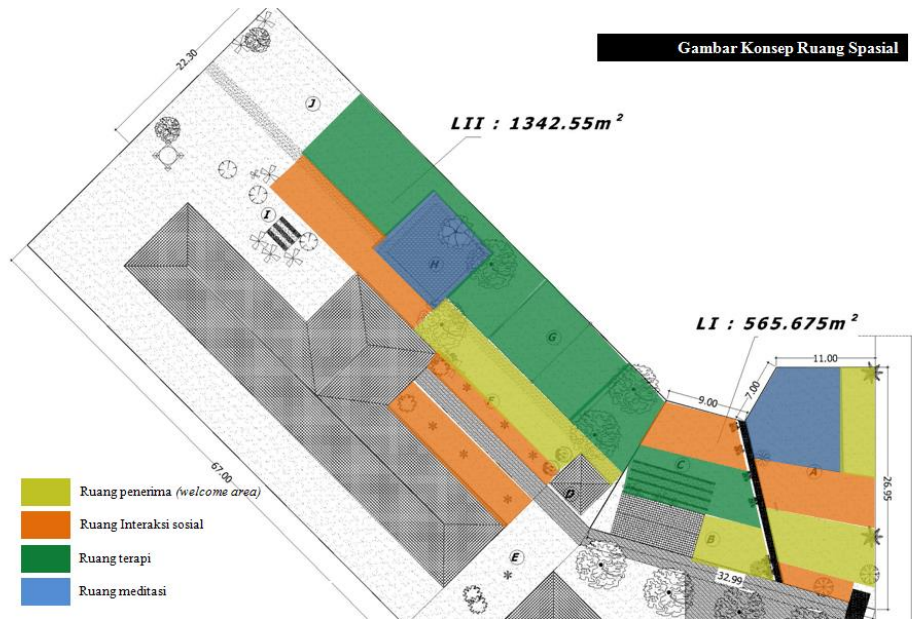 Gambar Konsep Ruang Spasial
22.30
J
LII : 1342.55m²
I
H
G
LI : 565.675m²
11.00
7.00
9.00
A
F
C
26.95
67.00
D
B
E
32.99
Ruang penerima (welcome area)
Ruang Interaksi sosial
Ruang terapi
Ruang meditasi